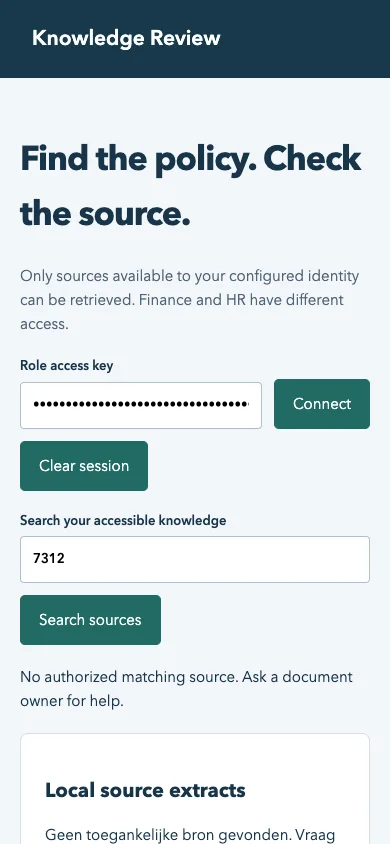 Knowledge Review
Find the policy. Check
the source.
Only sources available to your configured identity
can be retrieved. Finance and HR have different
access.
Role access key
••••••••••••••••••••••••••••••••••
Connect
Clear session
Search your accessible knowledge
7312
Search sources
No authorized matching source. Ask a document
owner for help.
Local source extracts
Geen toegankelijke bron gevonden. Vraag